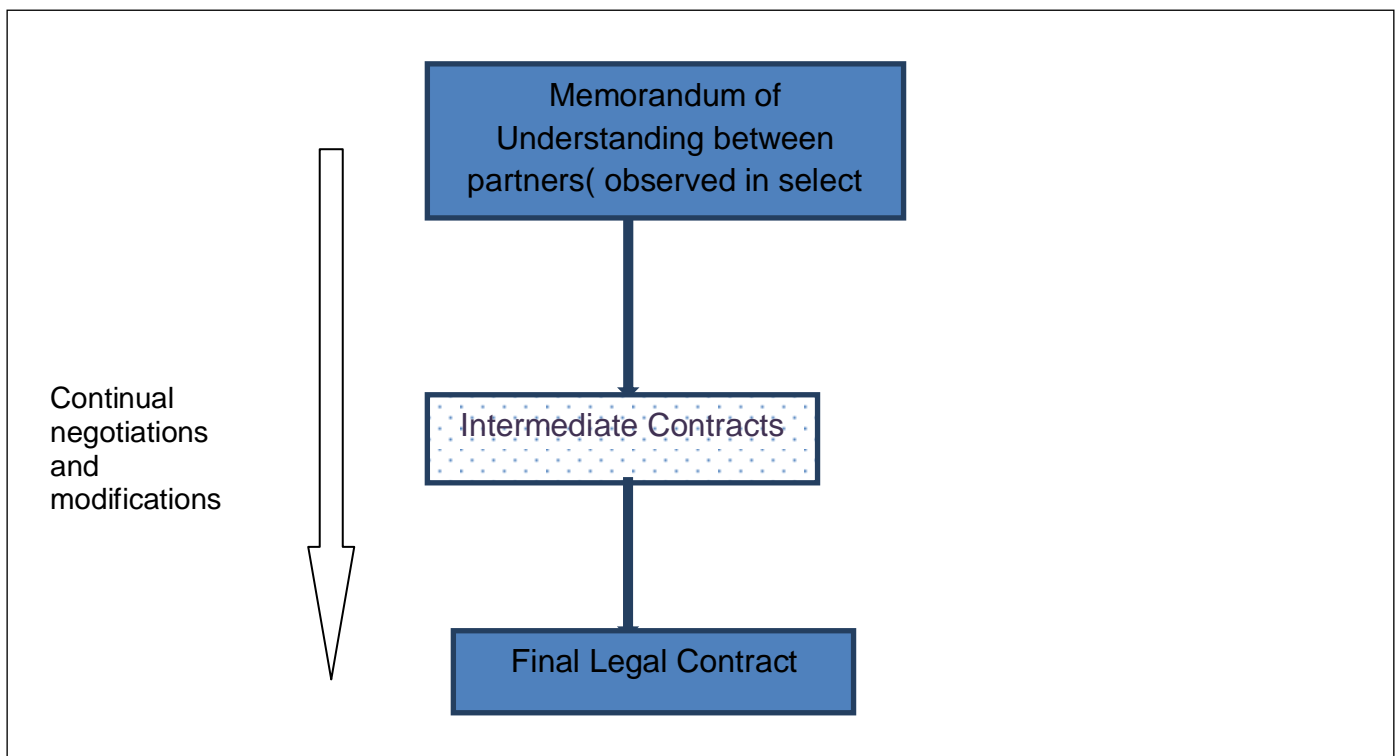 Memorandum of
Understanding between
partners( observed in select
Continual
negotiations
and
modifications
Intermediate Contracts
Final Legal Contract